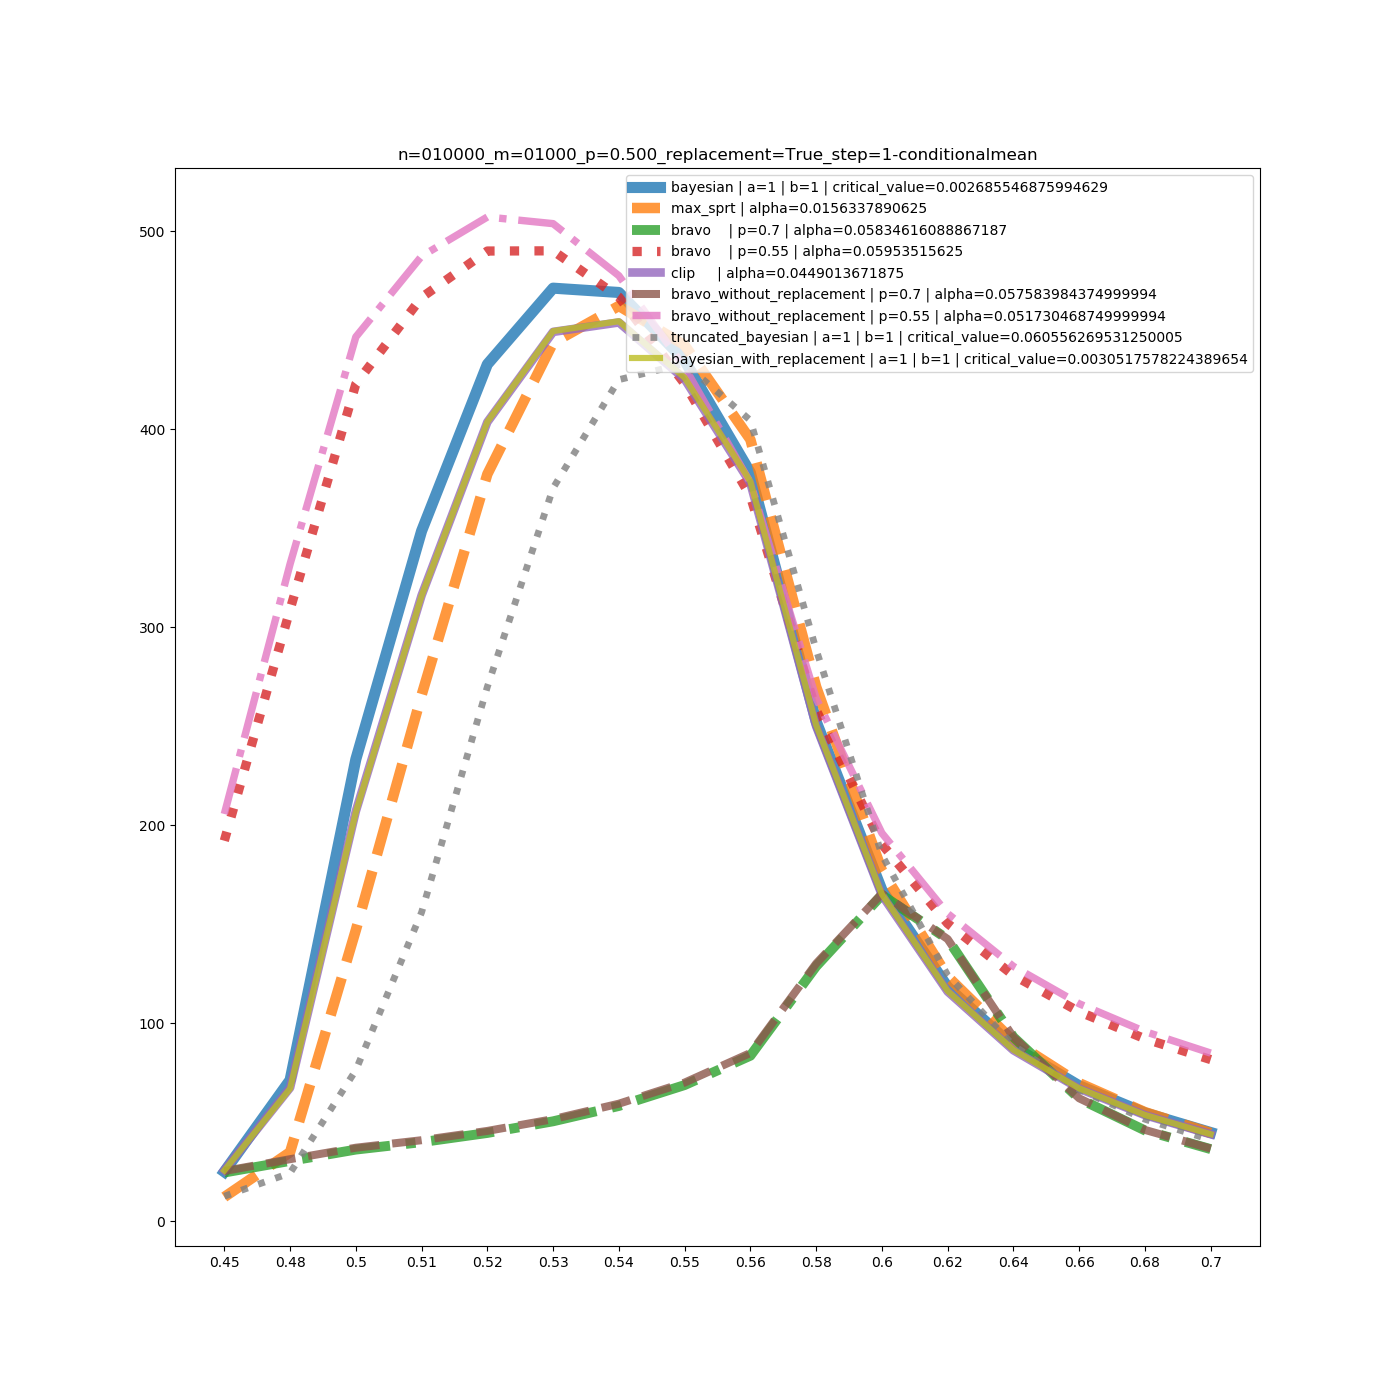 n=010000_m=01000_p=0.500_replacement=True_step=1-conditionalmean
bayesian | a=1 | b=1 | critical_value=0.002685546875994629
max_sprt | alpha=0.0156337890625
bravo    | p=0.7 | alpha=0.05834616088867187
bravo    | p=0.55 | alpha=0.05953515625
clip     | alpha=0.0449013671875
bravo_without_replacement | p=0.7 | alpha=0.057583984374999994
bravo_without_replacement | p=0.55 | alpha=0.051730468749999994
truncated_bayesian | a=1 | b=1 | critical_value=0.060556269531250005
bayesian_with_replacement | a=1 | b=1 | critical_value=0.0030517578224389654
500
400
300
200
100
0
0.45 0.48 0.5 0.51 0.52 0.53 0.54 0.55 0.56 0.58 0.6 0.62 0.64 0.66 0.68 0.7